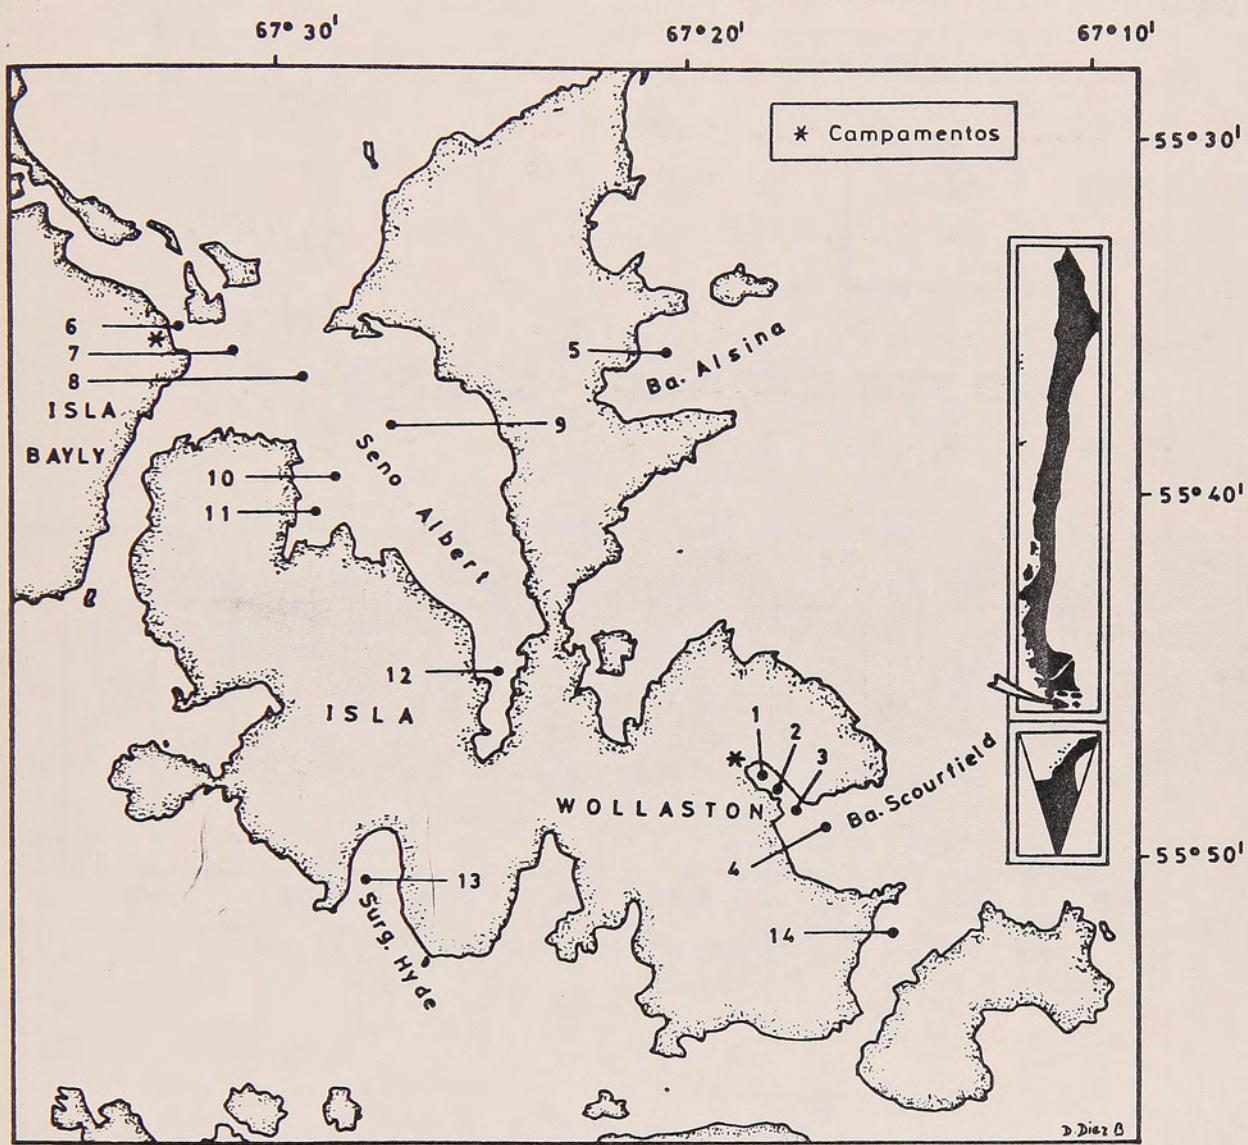 67° 30' 67° 20' 67° 10'
* Campamentos
55° 30'
6
*
7
8
ISLA
BAYLY
5
Ba. Alsina
9
Seno Albert
10
11
55° 40'
12
ISLA
WOLLASTON
*
1
2
3
4
Ba. Scourfield
55° 50'
13
Surg. Hyde
14
D. Diez B